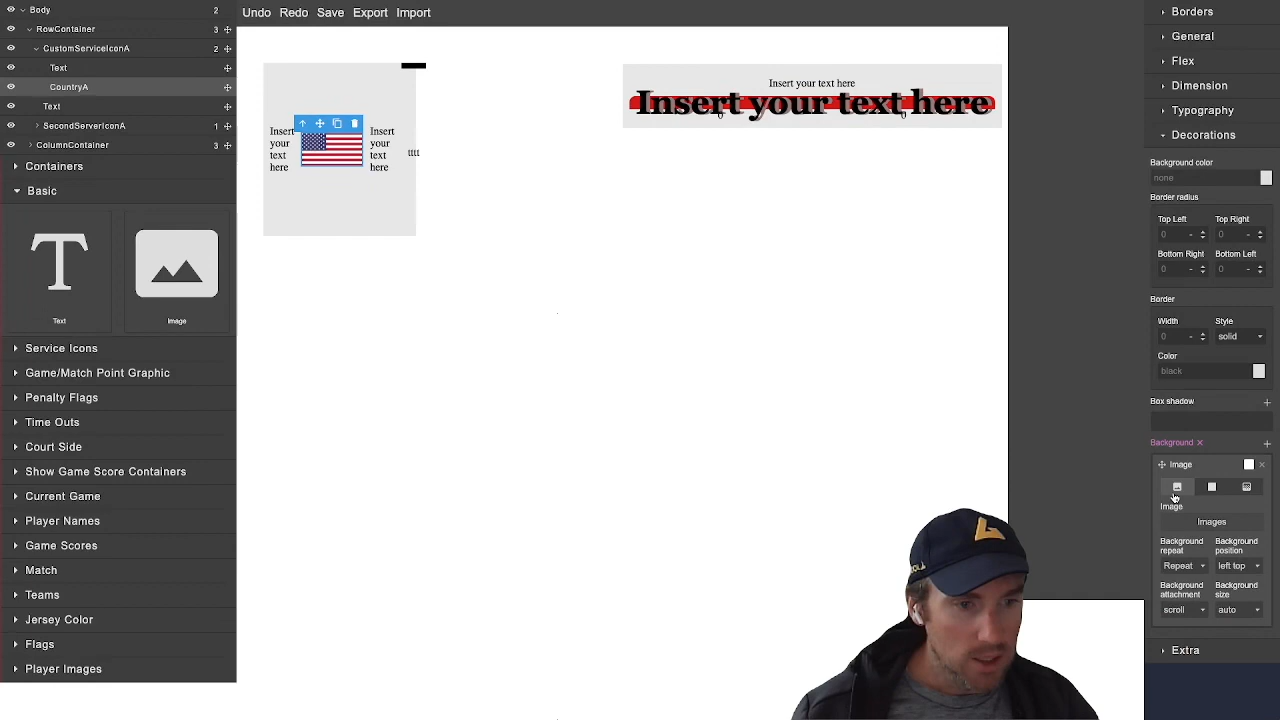 Undo Redo Save Export Import
Body 2
RowContainer 3
CustomServiceIconA 2
Text
CountryA
Text
SecondServerIconA 1
ColumnContainer 3
Containers
Basic
Text
Image
Service Icons
Game/Match Point Graphic
Penalty Flags
Time Outs
Court Side
Show Game Score Containers
Current Game
Player Names
Game Scores
Match
Teams
Jersey Color
Flags
Player Images
Insert
your
text
here
Insert
your
text
here
tttt
Insert your text here
Insert your text here
0 0
Borders
General
Flex
Dimension
Typography
Decorations
Background color
none
Border radius
Top Left Top Right
0 - 0 -
Bottom Right Bottom Left
0 - 0 -
Border
Width Style
0 - solid
Color
black
Box shadow +
Background × +
Image ×
Image
Images
Background repeat Background position
Repeat left top
Background attachment Background size
scroll auto
Extra